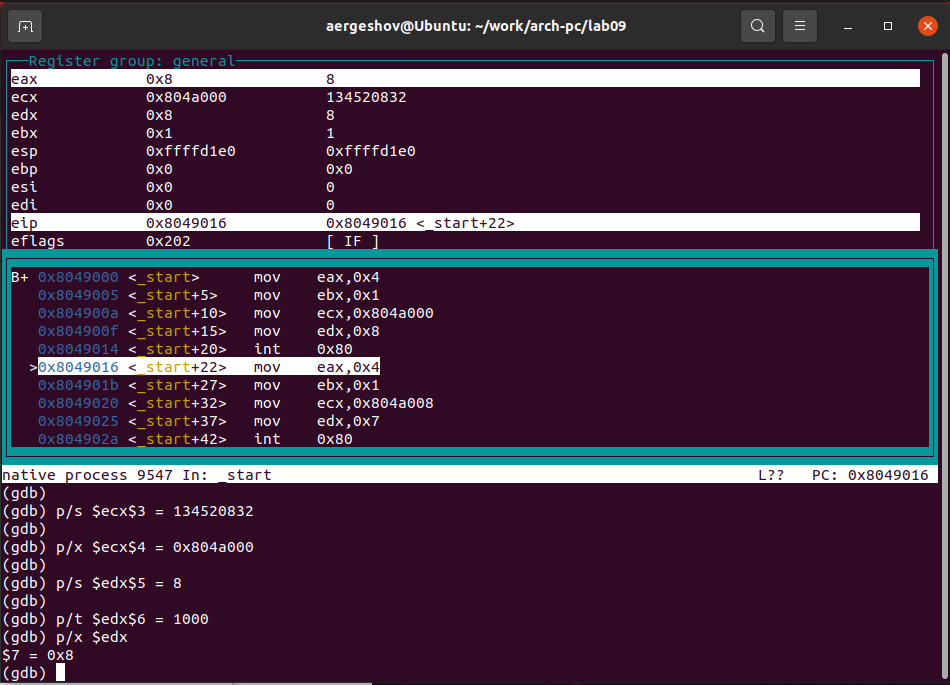 aergeshov@Ubuntu: ~/work/arch-pc/lab09
Register group: general
eax 0x8 8
ecx 0x804a000 134520832
edx 0x8 8
ebx 0x1 1
esp 0xffffd1e0 0xffffd1e0
ebp 0x0 0x0
esi 0x0 0
edi 0x0 0
eip 0x8049016 0x8049016 <_start+22>
eflags 0x202 [ IF ]
B+ 0x8049000 <_start> mov eax,0x4
0x8049005 <_start+5> mov ebx,0x1
0x804900a <_start+10> mov ecx,0x804a000
0x804900f <_start+15> mov edx,0x8
0x8049014 <_start+20> int 0x80
>0x8049016 <_start+22> mov eax,0x4
0x804901b <_start+27> mov ebx,0x1
0x8049020 <_start+32> mov ecx,0x804a008
0x8049025 <_start+37> mov edx,0x7
0x804902a <_start+42> int 0x80
native process 9547 In: _start L?? PC: 0x8049016
(gdb)
(gdb) p/s $ecx$3 = 134520832
(gdb)
(gdb) p/x $ecx$4 = 0x804a000
(gdb)
(gdb) p/s $edx$5 = 8
(gdb)
(gdb) p/t $edx$6 = 1000
(gdb) p/x $edx
$7 = 0x8
(gdb)